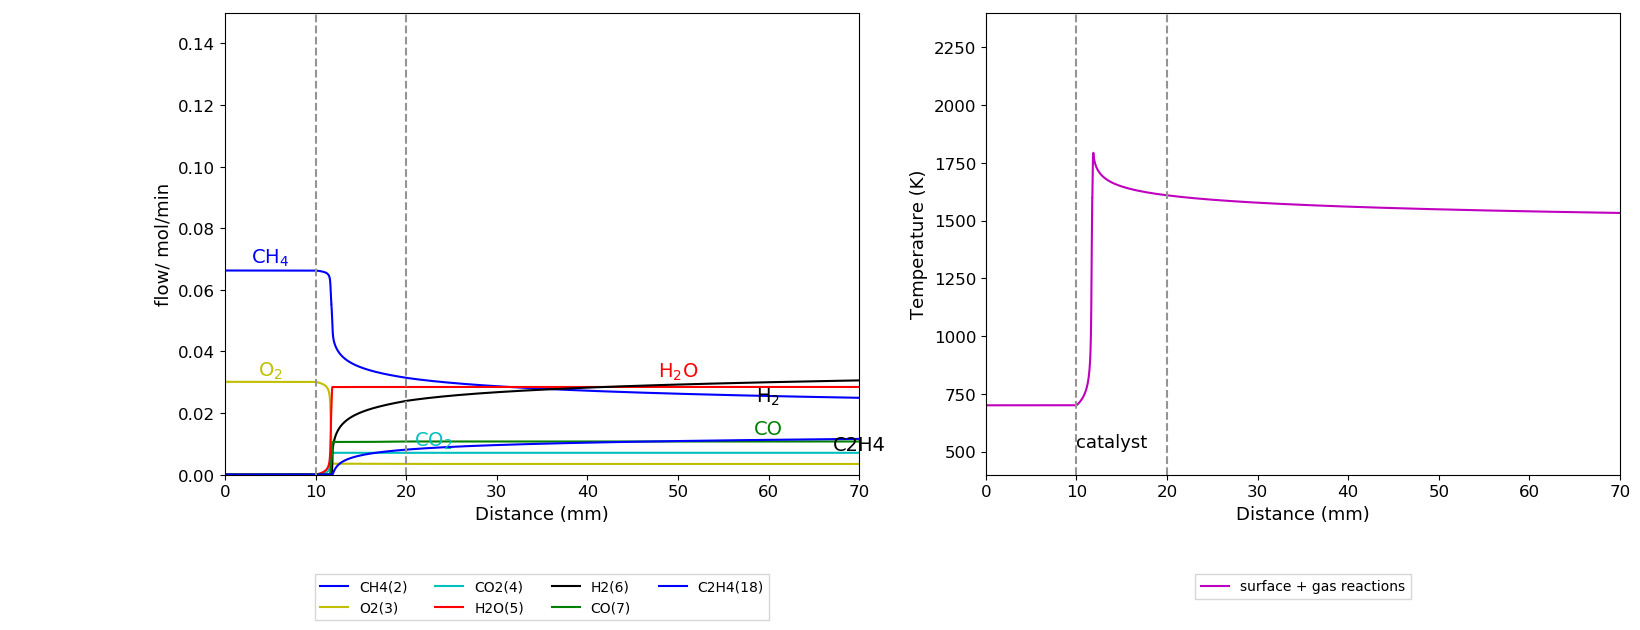 0.14
0.12
0.10
0.08
0.06
0.04
0.02
0.00
flow/ mol/min
CH₄
O₂
H₂O
H₂
CO
CO₂
C2H4
0 10 20 30 40 50 60 70
Distance (mm)
CH4(2) CO2(4) H2(6) C2H4(18)
O2(3) H2O(5) CO(7)
2250
2000
1750
1500
1250
1000
750
500
Temperature (K)
catalyst
0 10 20 30 40 50 60 70
Distance (mm)
surface + gas reactions